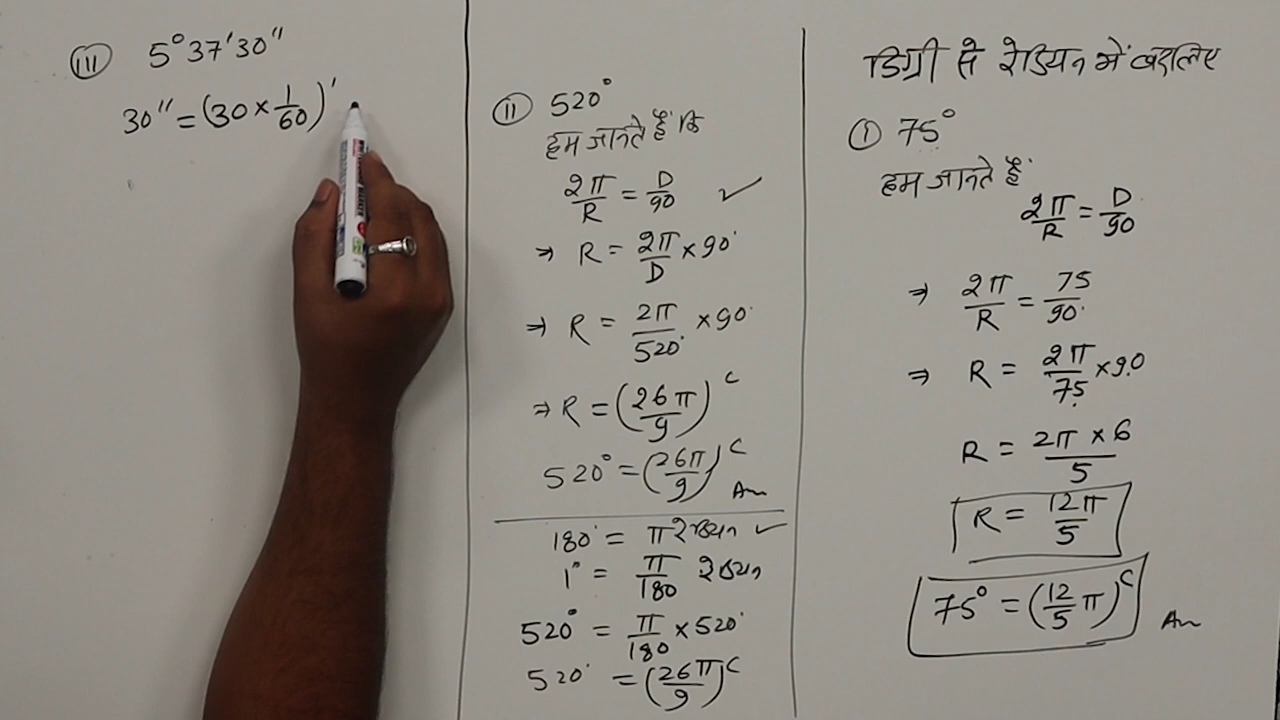 (III) 5° 37' 30"
30" = (30 × 1/60)'
(II) 520°
हम जानते हैं कि
2π/R = D/90 ✓
⇒ R = 2π/D × 90°
⇒ R = 2π/520° × 90°
⇒ R = (26π/9)ᶜ
520° = (26π/9)ᶜ
Ans
180° = π रेडियन ✓
1° = π/180 रेडियन
520° = π/180 × 520°
520° = (26π/9)ᶜ
डिग्री से रेडियन में बदलिए
(I) 75°
हम जानते हैं
2π/R = D/90
⇒ 2π/R = 75/90
⇒ R = 2π/75 × 90
R = 2π × 6/5
R = 12π/5
75° = (12/5 π)ᶜ
Ans